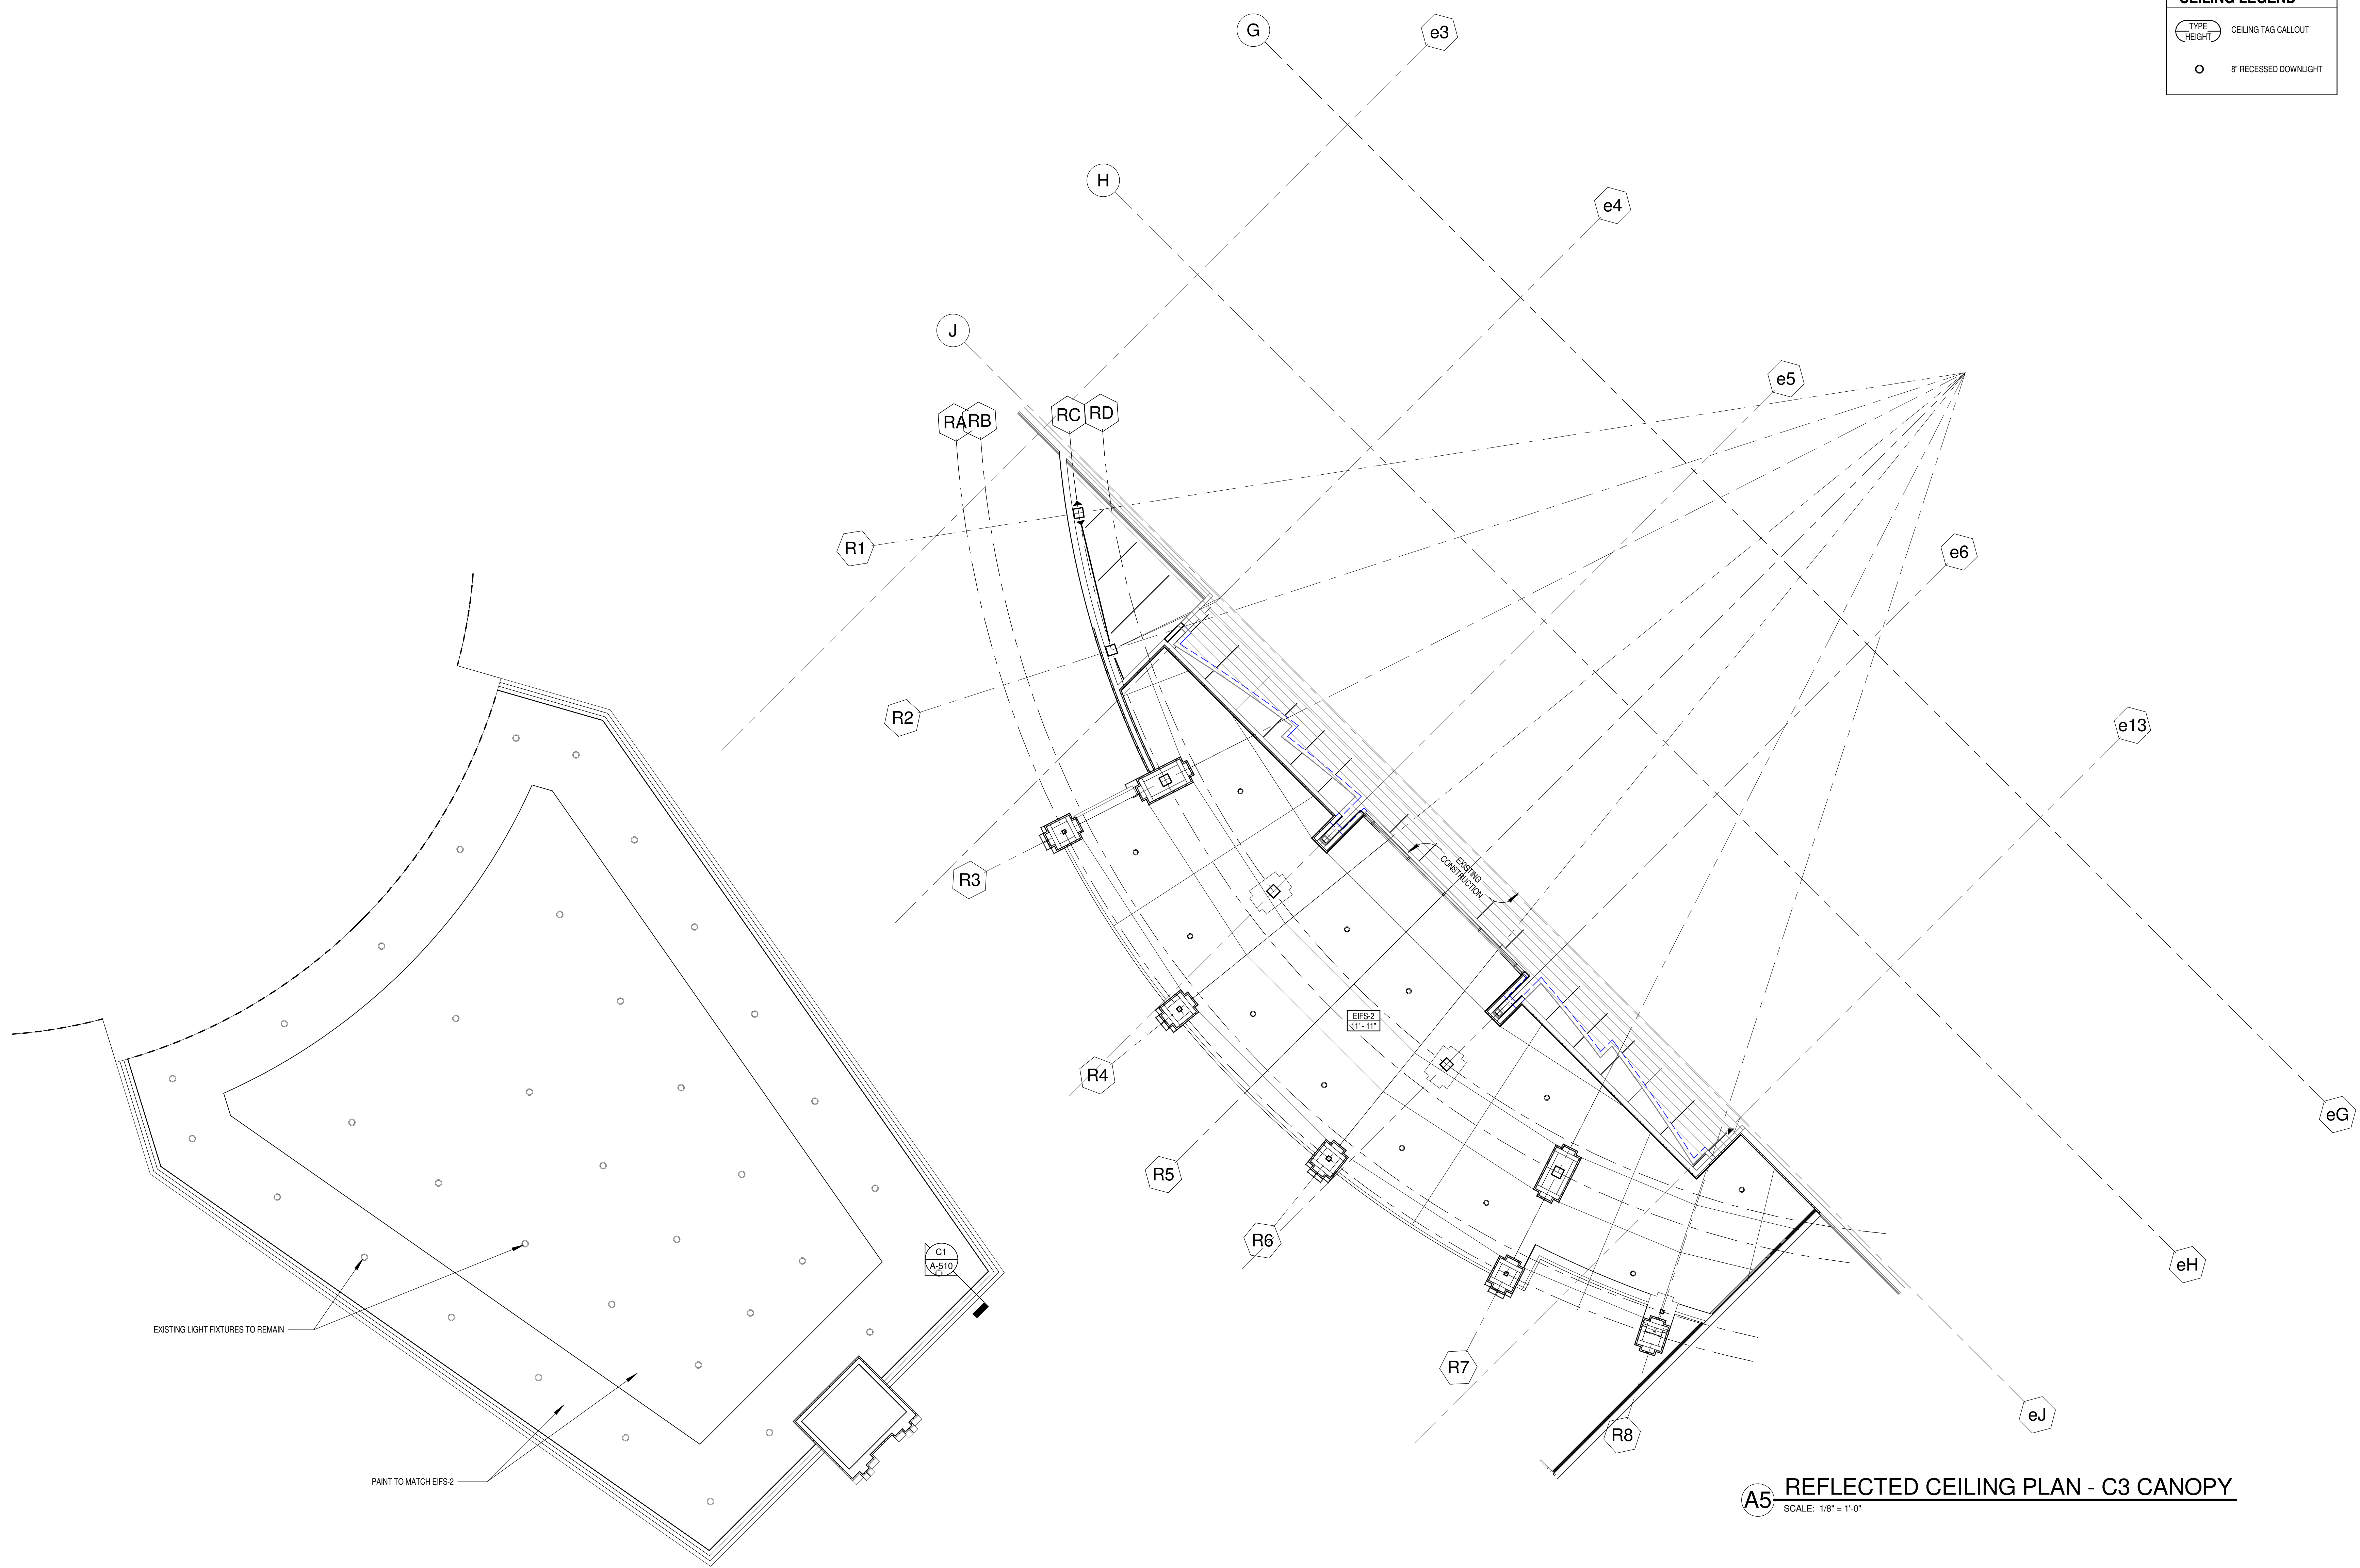 CEILING LEGEND
TYPE
HEIGHT
CEILING TAG CALLOUT
8" RECESSED DOWNLIGHT
G
e3
H
e4
J
e5
RA
RB
RC
RD
R1
e6
R2
e13
R3
EXISTING
CONSTRUCTION
EIFS-2
11' - 11"
R4
eG
R5
R6
eH
C1
A-510
EXISTING LIGHT FIXTURES TO REMAIN
R7
eJ
R8
PAINT TO MATCH EIFS-2
A5
REFLECTED CEILING PLAN - C3 CANOPY
SCALE: 1/8" = 1'-0"